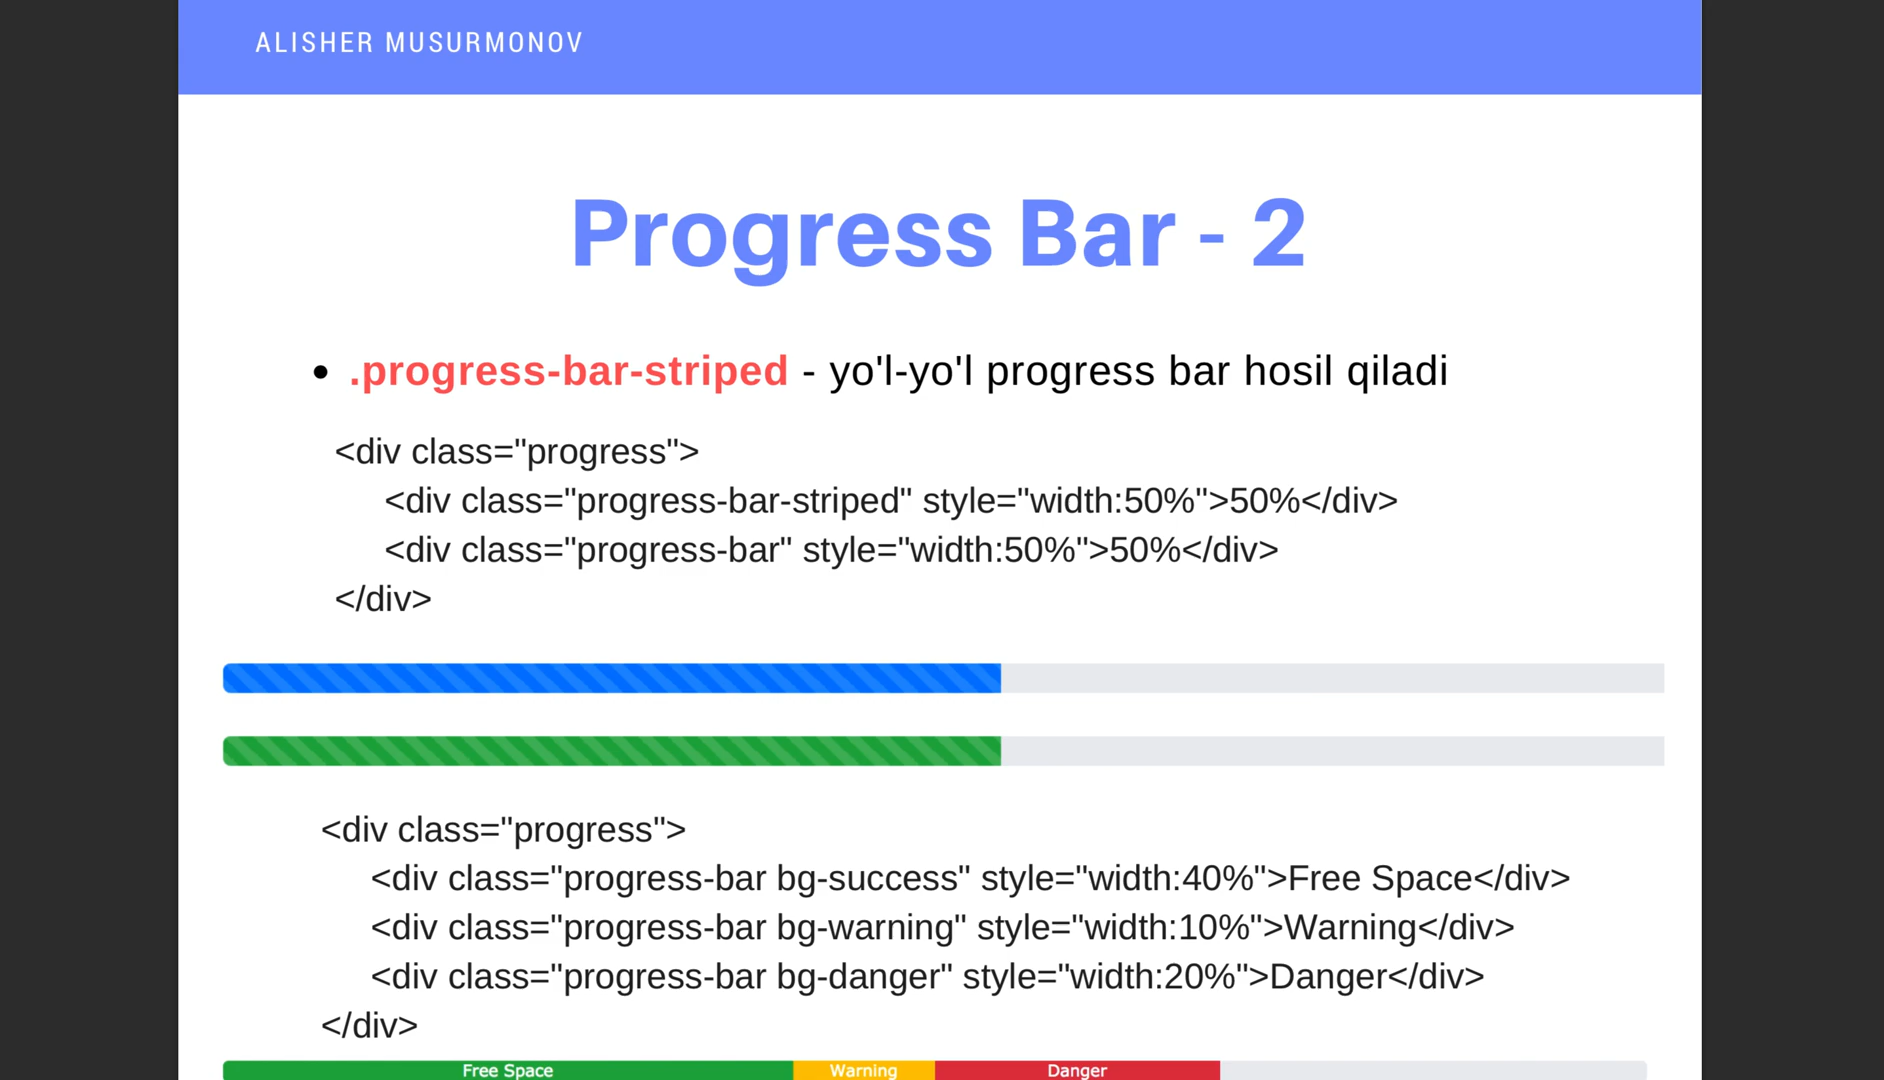 ALISHER MUSURMONOV
Progress Bar - 2
• .progress-bar-striped - yo'l-yo'l progress bar hosil qiladi
<div class="progress">
<div class="progress-bar-striped" style="width:50%">50%</div>
<div class="progress-bar" style="width:50%">50%</div>
</div>
<div class="progress">
<div class="progress-bar bg-success" style="width:40%">Free Space</div>
<div class="progress-bar bg-warning" style="width:10%">Warning</div>
<div class="progress-bar bg-danger" style="width:20%">Danger</div>
</div>
Free Space Warning Danger